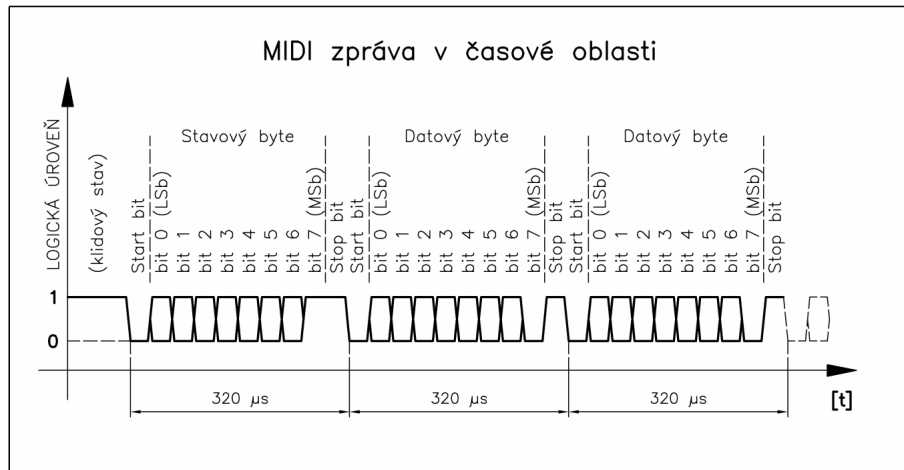 MIDI zpráva v časové oblasti
LOGICKÁ ÚROVEŇ
(klidový stav)
Stavový byte
Datový byte
Datový byte
Start bit
bit 0 (LSb)
bit 1
bit 2
bit 3
bit 4
bit 5
bit 6
bit 7 (MSb)
Stop bit
Start bit
bit 0 (LSb)
bit 1
bit 2
bit 3
bit 4
bit 5
bit 6
bit 7 (MSb)
Stop bit
Start bit
bit 0 (LSb)
bit 1
bit 2
bit 3
bit 4
bit 5
bit 6
bit 7 (MSb)
Stop bit
1
0
320 µs
320 µs
320 µs
[t]